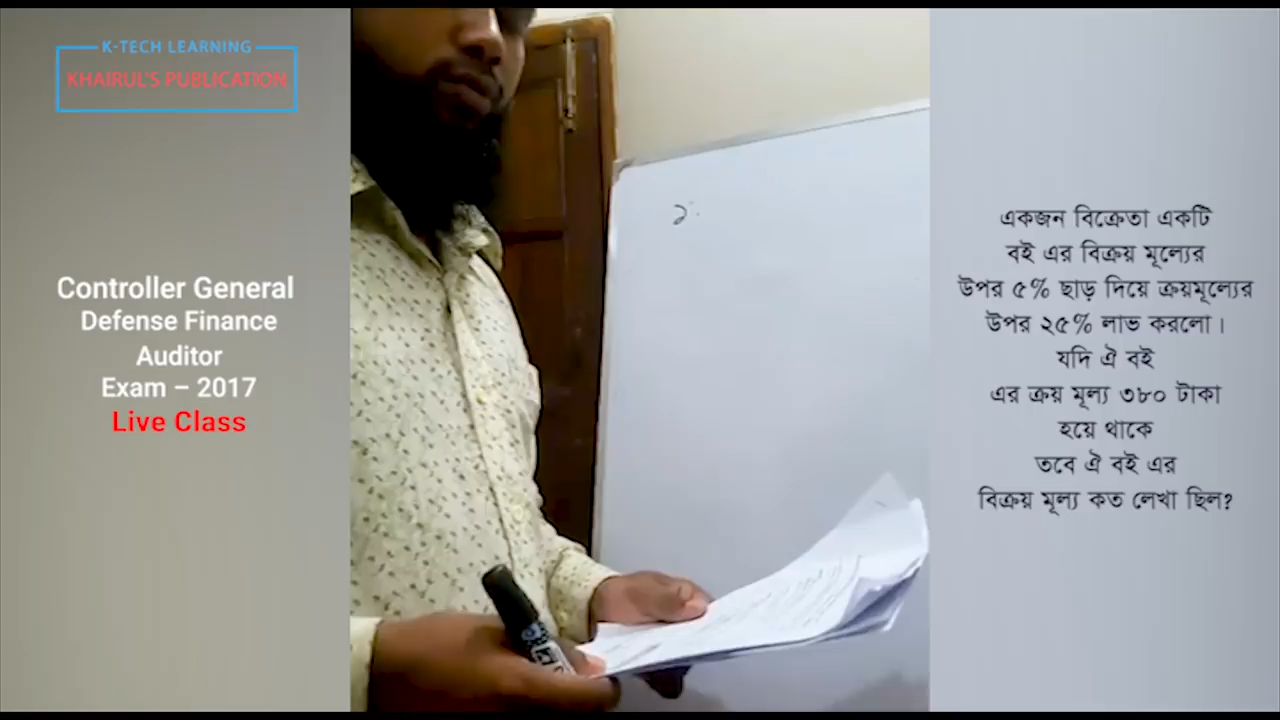 K-TECH LEARNING
KHAIRUL'S PUBLICATION
Controller General
Defense Finance
Auditor
Exam – 2017
Live Class
২.
একজন বিক্রেতা একটি
বই এর বিক্রয় মূল্যের
উপর ৫% ছাড় দিয়ে ক্রয়মূল্যের
উপর ২৫% লাভ করলো।
যদি ঐ বই
এর ক্রয় মূল্য ৩৮০ টাকা
হয়ে থাকে
তবে ঐ বই এর
বিক্রয় মূল্য কত লেখা ছিল?